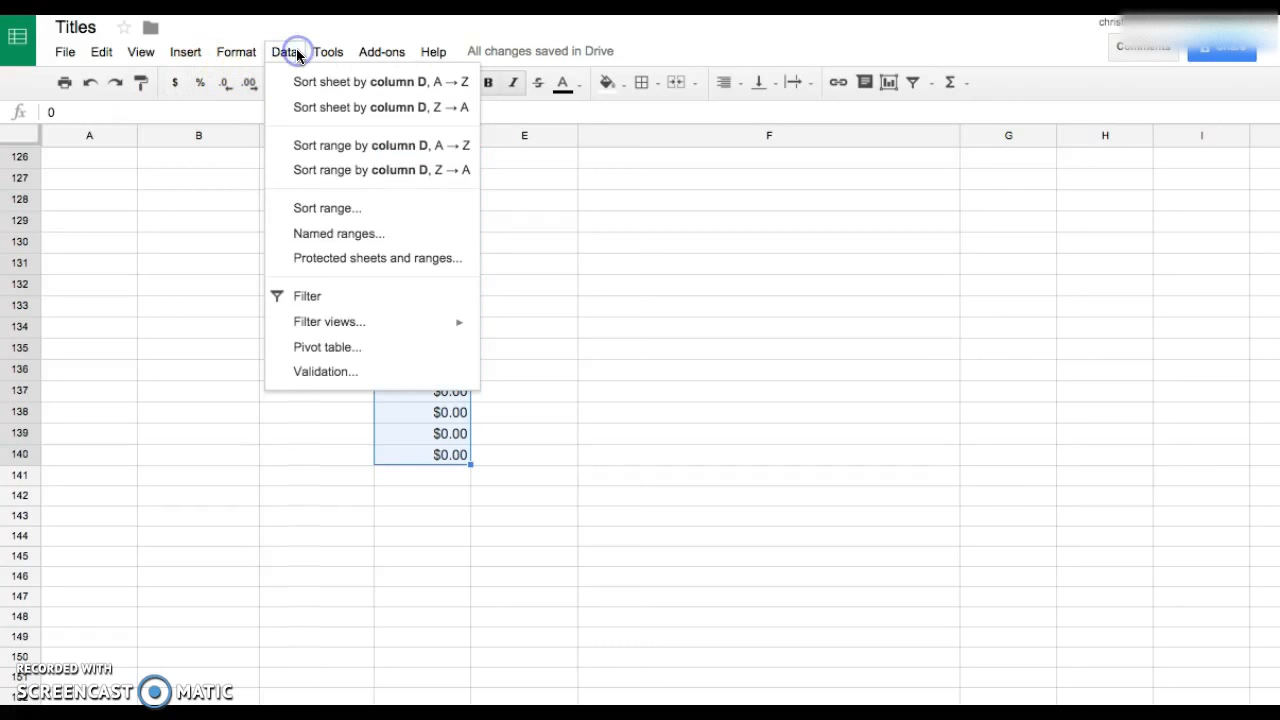 Titles
christ
File Edit View Insert Format Data Tools Add-ons Help All changes saved in Drive
Comments Share
$ % .0 .00 B I S A Σ
fx 0
A B E F G H I
Sort sheet by column D, A → Z
Sort sheet by column D, Z → A
Sort range by column D, A → Z
Sort range by column D, Z → A
Sort range...
Named ranges...
Protected sheets and ranges...
Filter
Filter views...
Pivot table...
Validation...
126
127
128
129
130
131
132
133
134
135
136
137 $0.00
138 $0.00
139 $0.00
140 $0.00
141
142
143
144
145
146
147
148
149
150
151
RECORDED WITH
SCREENCAST MATIC